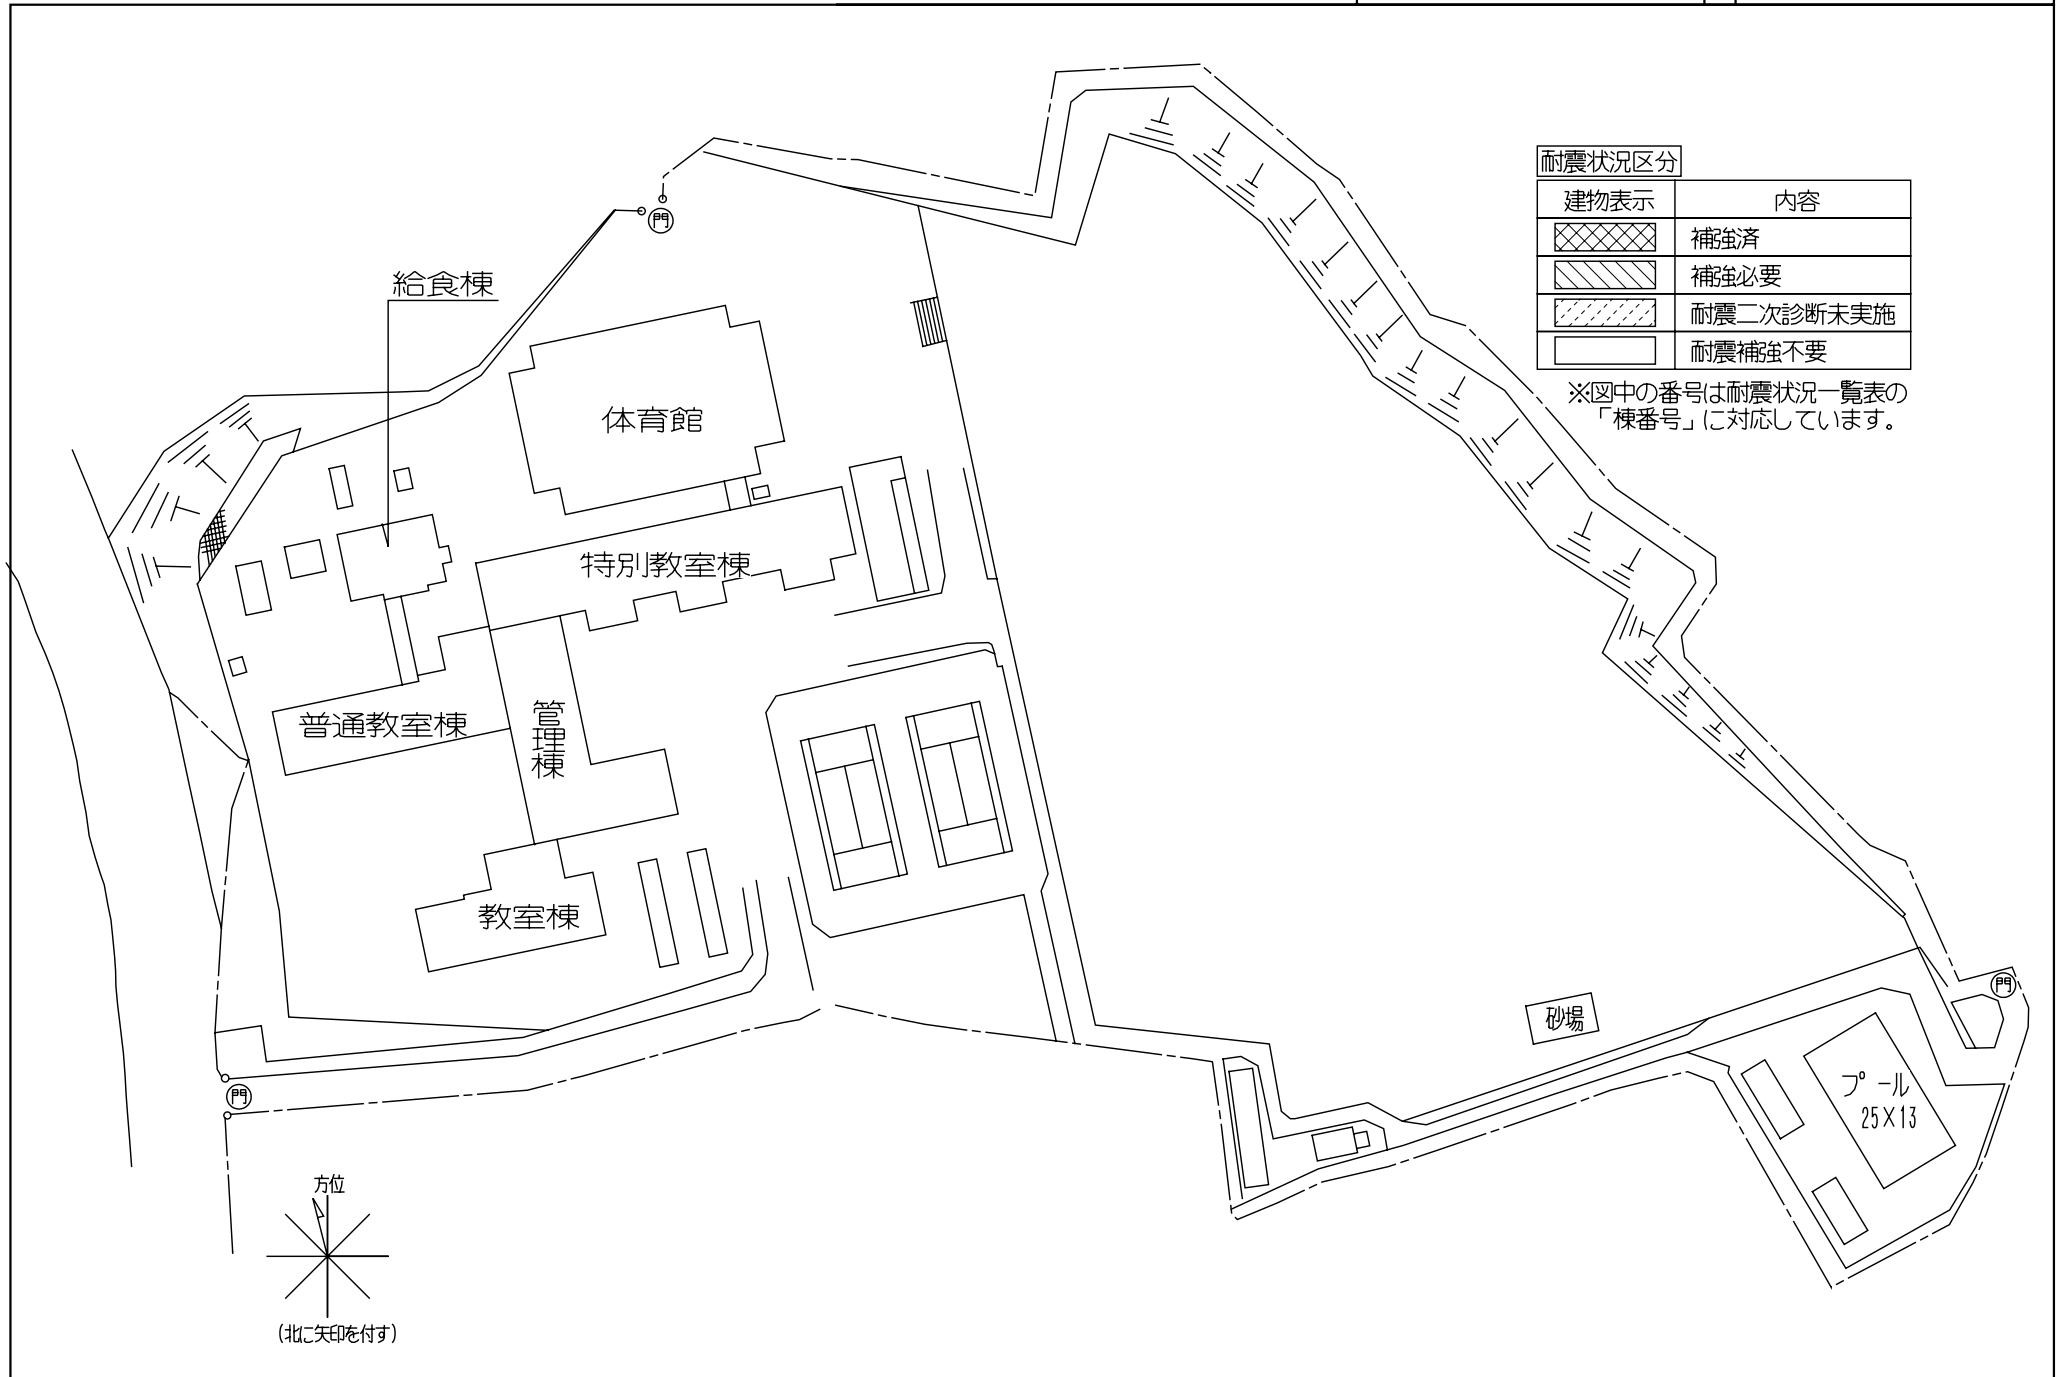 耐震状況区分
建物表示 内容
補強済
補強必要
耐震二次診断未実施
耐震補強不要
※図中の番号は耐震状況一覧表の
「棟番号」に対応しています。
門
給食棟
体育館
特別教室棟
普通教室棟
管理棟
教室棟
門
砂場
プール
25×13
門
方位
(北に矢印を付す)